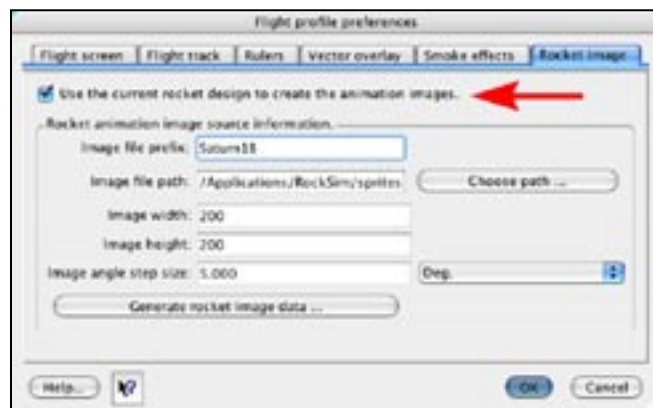 Flight profile preferences
Flight screen Flight track Rulers Vector overlay Smoke effects Rocket image
Use the current rocket design to create the animation images.
Rocket animation image source information.
Image file prefix: Saturn1B
Image file path: /Applications/RockSim/sprites Choose path ...
Image width: 200
Image height: 200
Image angle step size: 5.000 Deg.
Generate rocket image data ...
Help... OK Cancel